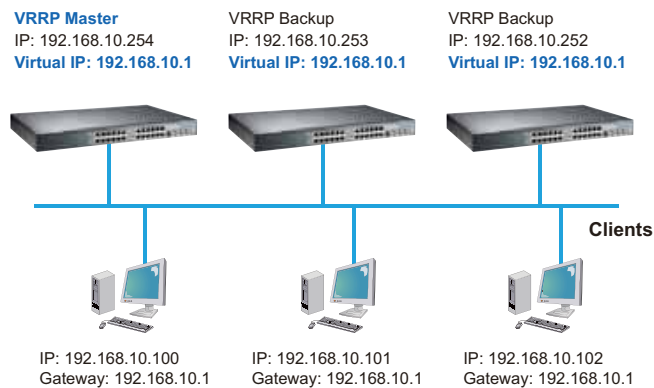 VRRP Master
IP: 192.168.10.254
Virtual IP: 192.168.10.1
VRRP Backup
IP: 192.168.10.253
Virtual IP: 192.168.10.1
VRRP Backup
IP: 192.168.10.252
Virtual IP: 192.168.10.1
Clients
IP: 192.168.10.100
Gateway: 192.168.10.1
IP: 192.168.10.101
Gateway: 192.168.10.1
IP: 192.168.10.102
Gateway: 192.168.10.1